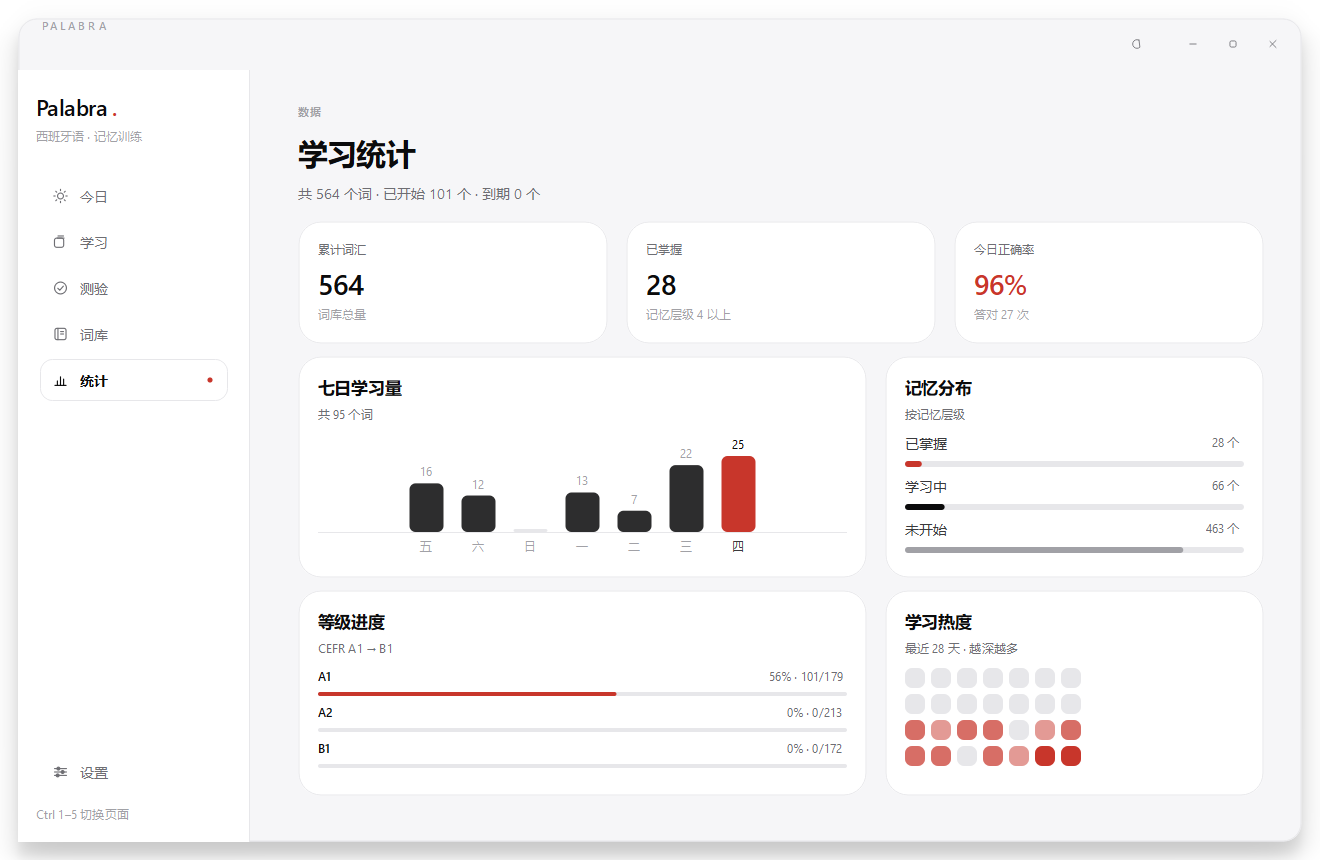 PALABRA
Palabra .
西班牙语 · 记忆训练
今日
学习
测验
词库
统计
设置
Ctrl 1–5 切换页面
数据
学习统计
共 564 个词 · 已开始 101 个 · 到期 0 个
累计词汇
564
词库总量
已掌握
28
记忆层级 4 以上
今日正确率
96%
答对 27 次
七日学习量
共 95 个词
16 12 13 7 22 25
五 六 日 一 二 三 四
记忆分布
按记忆层级
已掌握 28 个
学习中 66 个
未开始 463 个
等级进度
CEFR A1 → B1
A1 56% · 101/179
A2 0% · 0/213
B1 0% · 0/172
学习热度
最近 28 天 · 越深越多